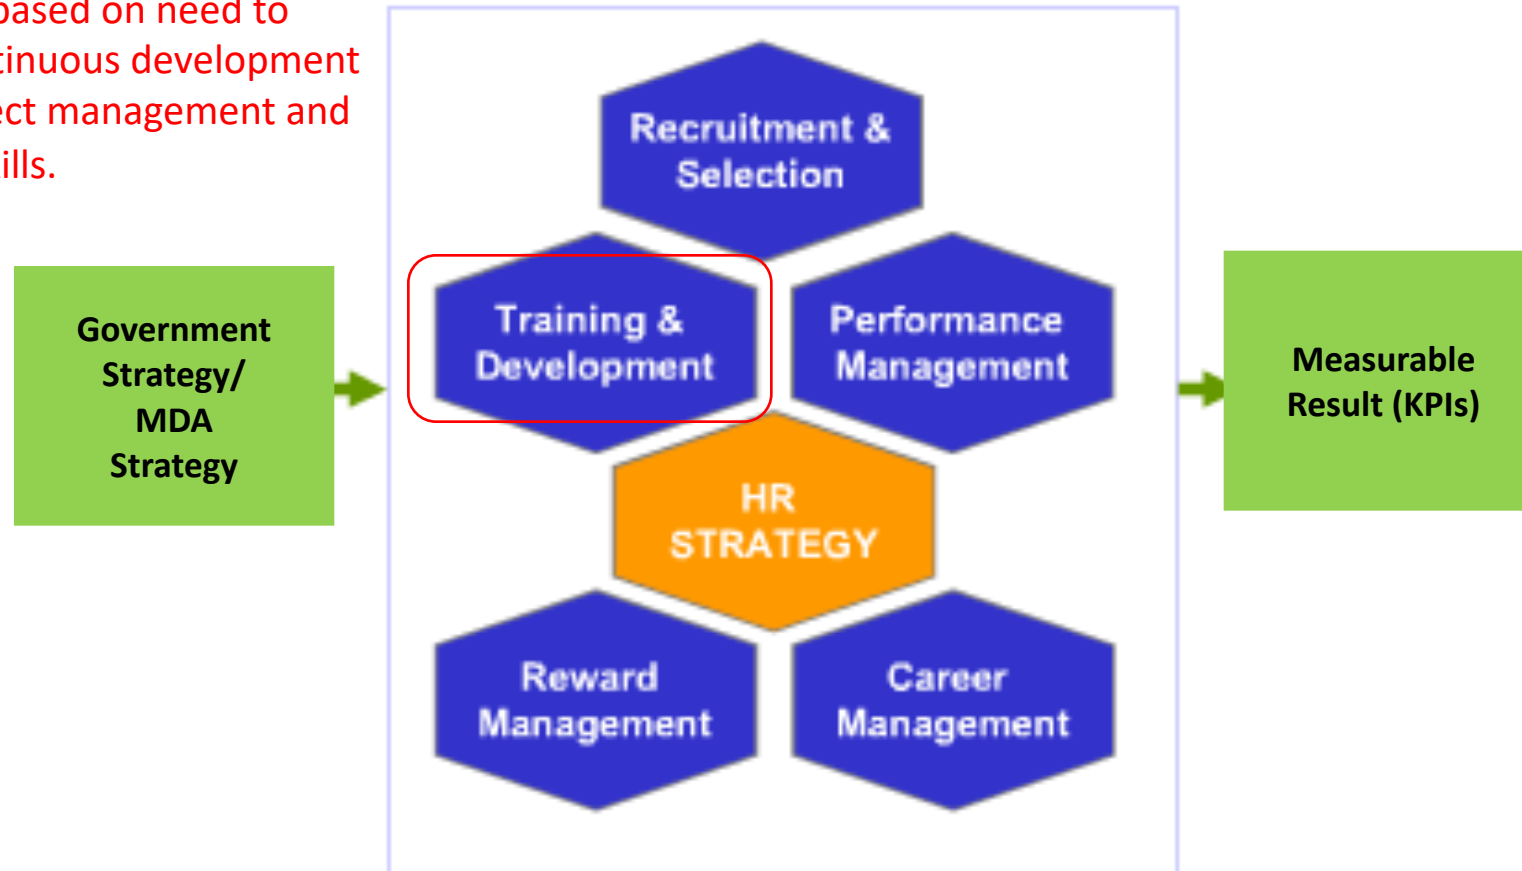 based on need to
tinuous development
ect management and
ills.
Recruitment &
Selection
Training &
Development
Performance
Management
Government
Strategy/
MDA
Strategy
Measurable
Result (KPIs)
HR
STRATEGY
Reward
Management
Career
Management